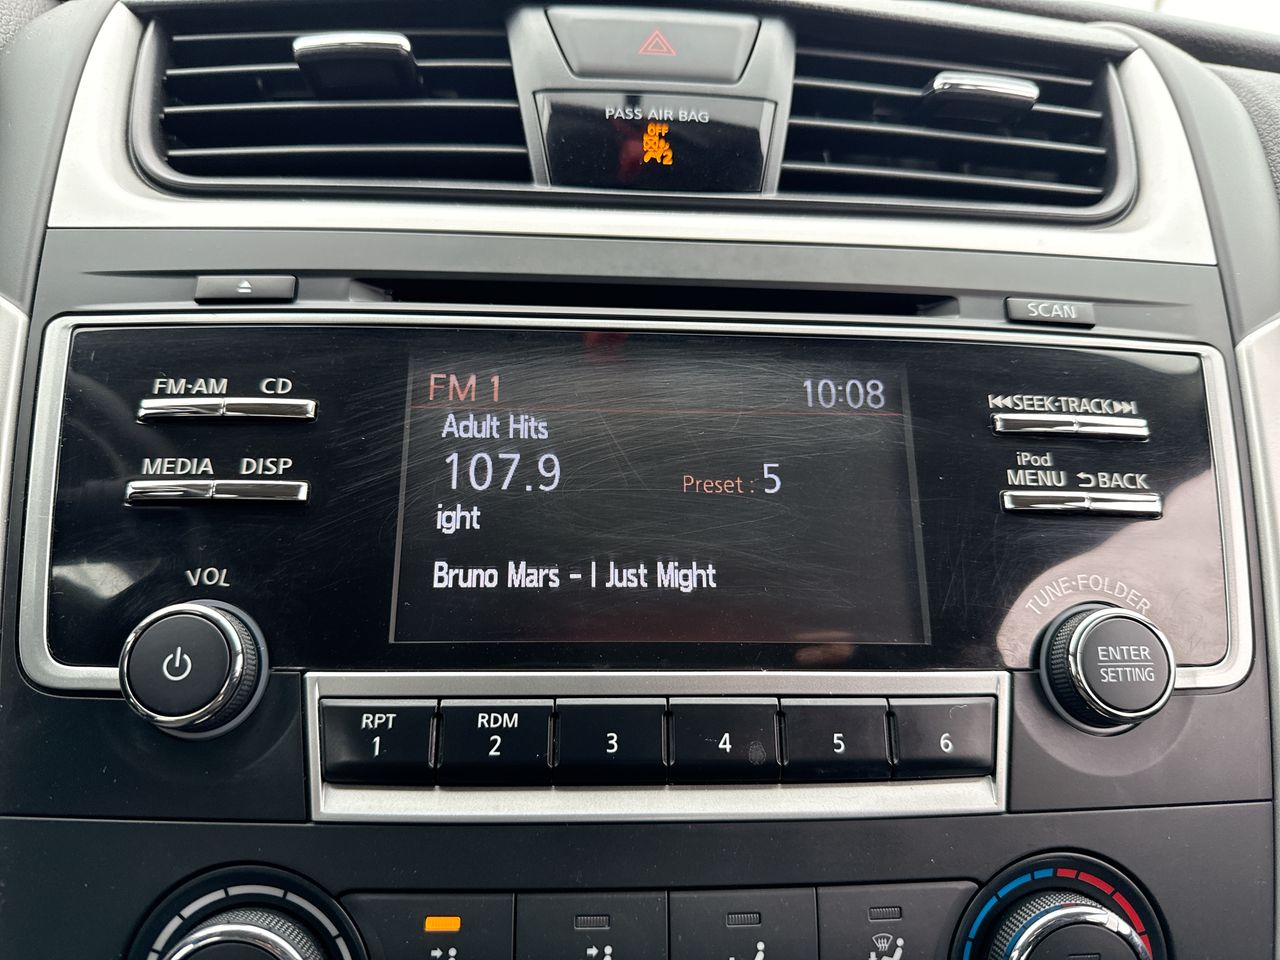 PASS AIR BAG
OFF
2
SCAN
FM·AM CD
FM 1 10:08
SEEK·TRACK
Adult Hits
107.9
Preset : 5
iPod
MEDIA DISP
MENU BACK
ight
VOL
Bruno Mars - I Just Might
TUNE·FOLDER
ENTER
SETTING
RPT
1
RDM
2
3
4
5
6